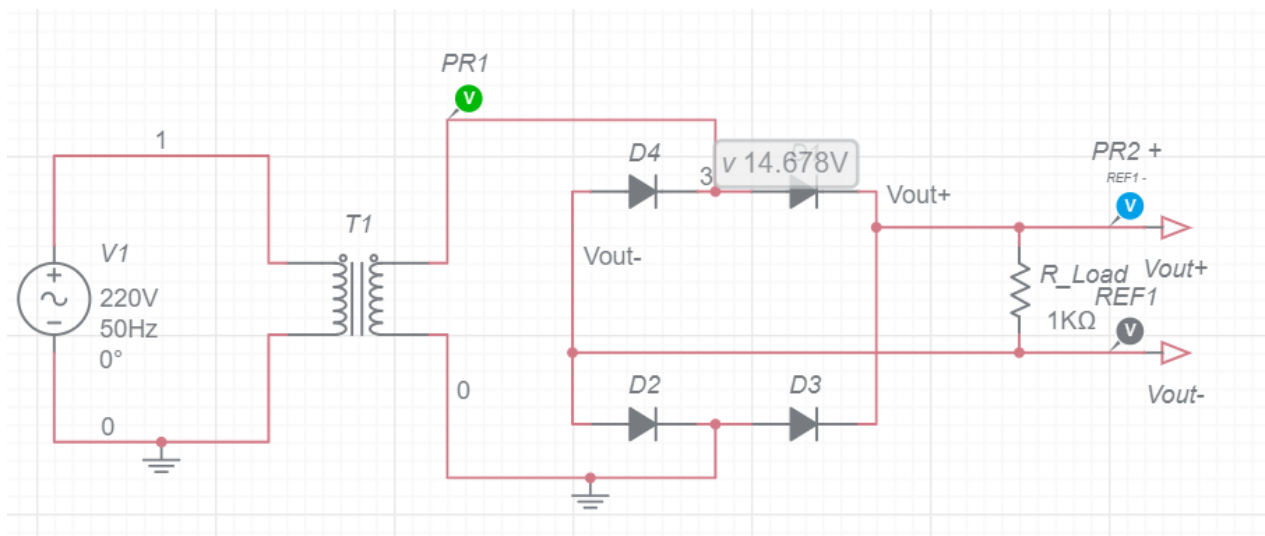 PR1
V
1
D4
v 14.678V
3
PR2 +
REF1 -
V
Vout+
T1
V1
Vout-
220V
50Hz
0°
R_Load
Vout+
REF1
1KΩ
V
0
D2
D3
Vout-
0